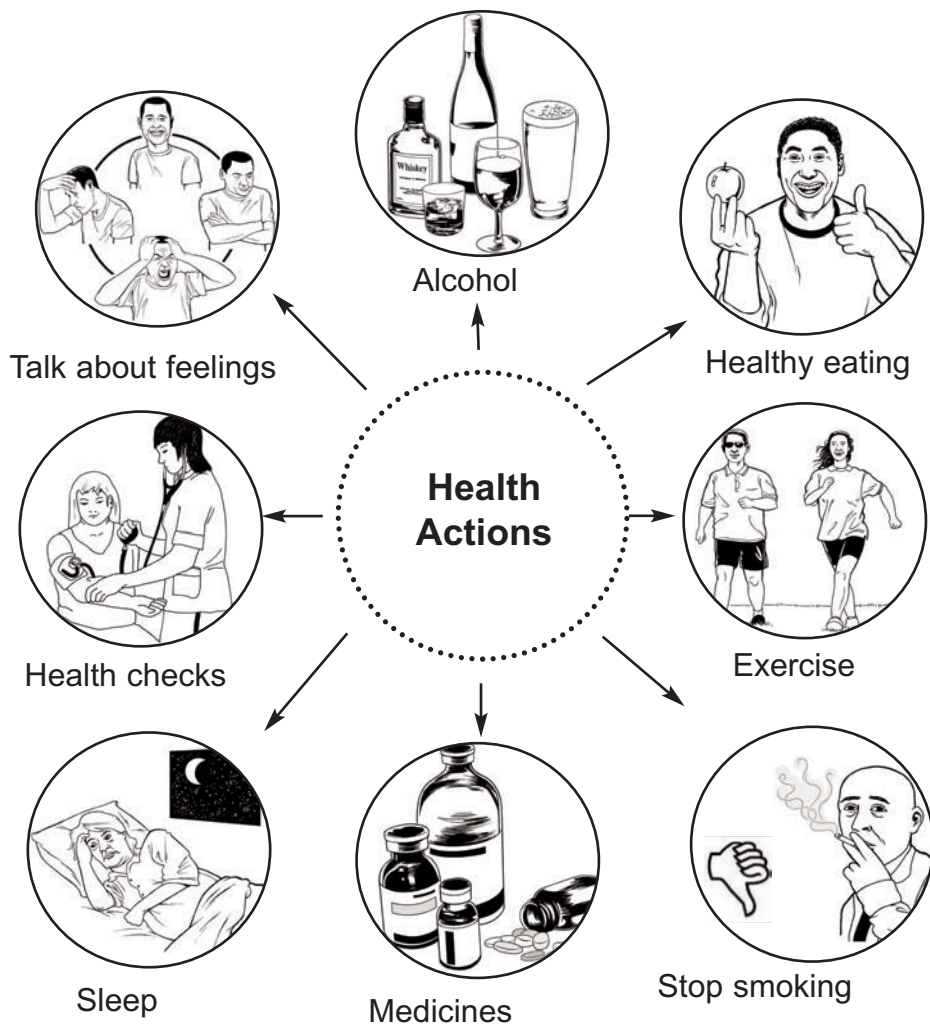 Whiskey
Alcohol
Talk about feelings
Healthy eating
Health
Actions
Health checks
Exercise
Sleep
Medicines
Stop smoking